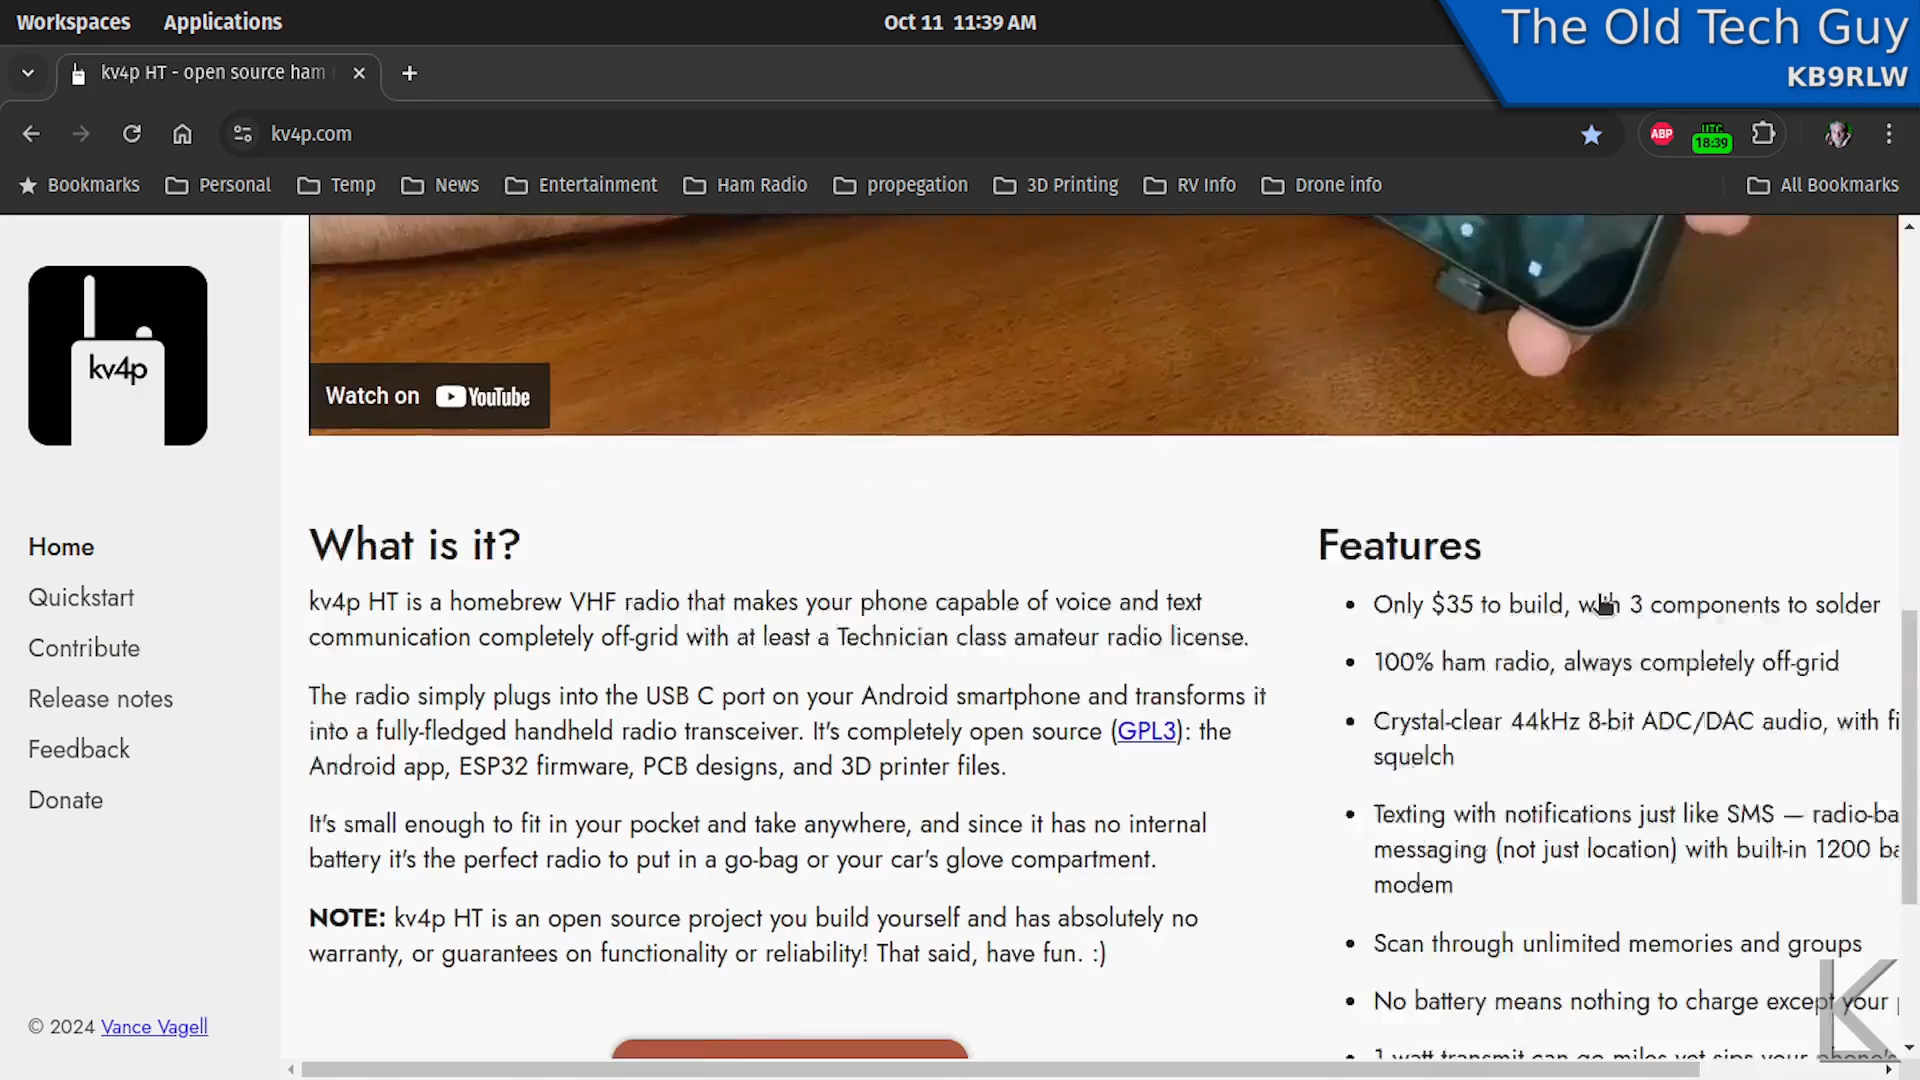 Workspaces Applications Oct 11 11:39 AM
The Old Tech Guy
KB9RLW
kv4p HT - open source ham
kv4p.com
ABP
UTC
18:39
Bookmarks Personal Temp News Entertainment Ham Radio propegation 3D Printing RV Info Drone info All Bookmarks
kv4p
Home
Quickstart
Contribute
Release notes
Feedback
Donate
© 2024 Vance Vagell
Watch on YouTube
What is it?
kv4p HT is a homebrew VHF radio that makes your phone capable of voice and text
communication completely off-grid with at least a Technician class amateur radio license.
The radio simply plugs into the USB C port on your Android smartphone and transforms it
into a fully-fledged handheld radio transceiver. It's completely open source (GPL3): the
Android app, ESP32 firmware, PCB designs, and 3D printer files.
It's small enough to fit in your pocket and take anywhere, and since it has no internal
battery it's the perfect radio to put in a go-bag or your car's glove compartment.
NOTE: kv4p HT is an open source project you build yourself and has absolutely no
warranty, or guarantees on functionality or reliability! That said, have fun. :)
Features
Only $35 to build, with 3 components to solder
100% ham radio, always completely off-grid
Crystal-clear 44kHz 8-bit ADC/DAC audio, with
squelch
Texting with notifications just like SMS —
messaging (not just location) with built-in 1200
modem
Scan through unlimited memories and groups
No battery means nothing to charge except your
1 watt transmit can go miles yet sips your phone's
K